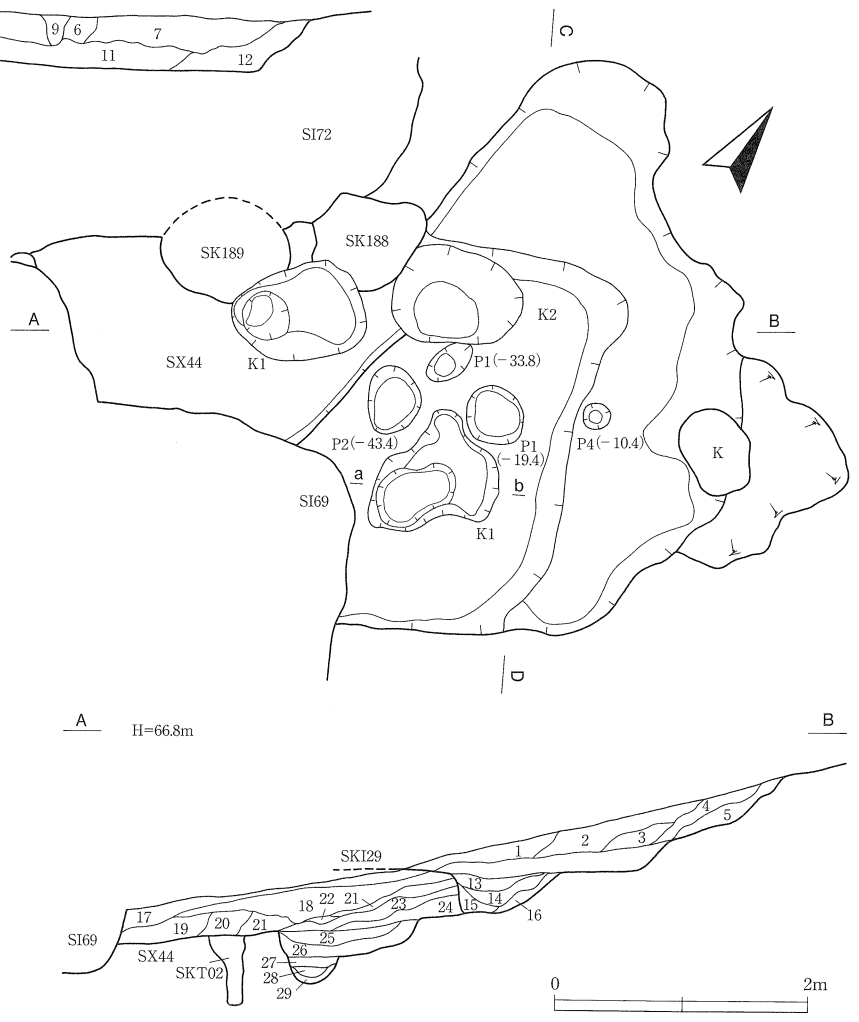 9 6 7
11 12
C
SI72
SK189
SK188
A
K2
B
SX44
K1
P1(−33.8)
P2(−43.4)
P1
(−19.4)
P4(−10.4)
K
a
b
SI69
K1
D
A
H=66.8m
B
4
5
SKI29
1 2 3
13
17
18 22 21 23 24 15 14 16
SI69
19 20 21
25
SX44
26
SKT02
27
28
29
0 2m